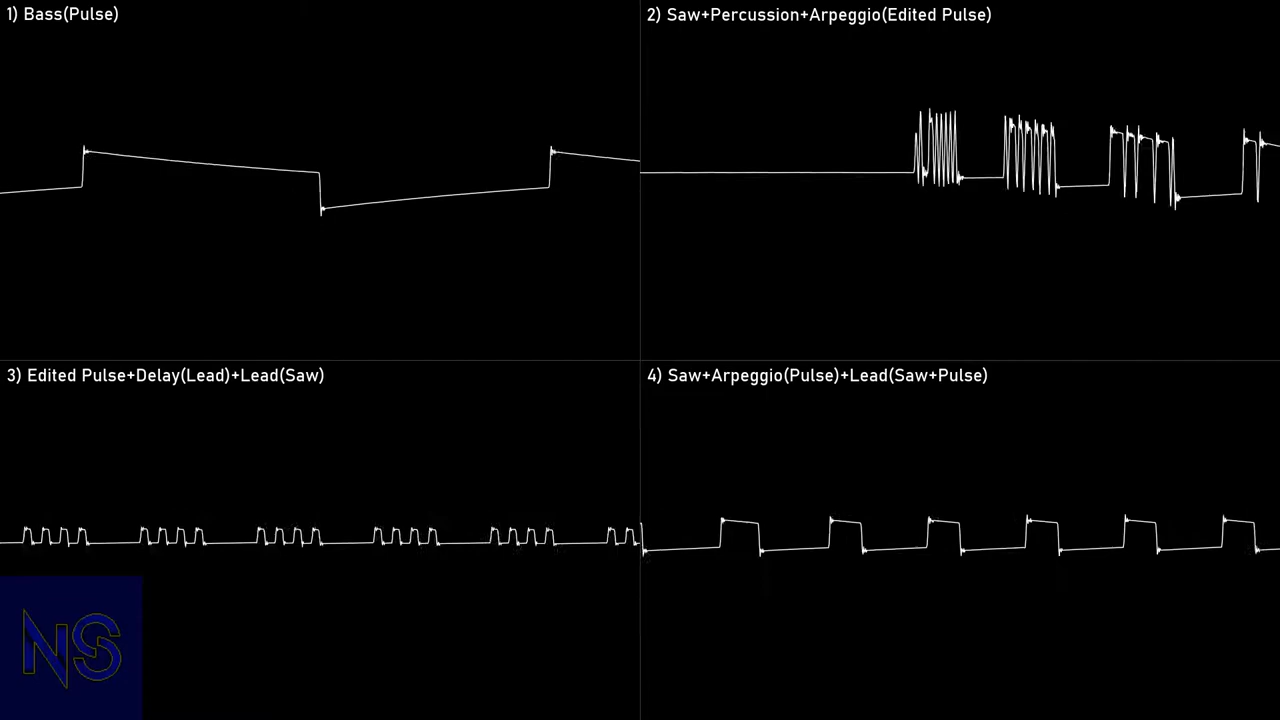 1) Bass(Pulse)
2) Saw+Percussion+Arpeggio(Edited Pulse)
3) Edited Pulse+Delay(Lead)+Lead(Saw)
4) Saw+Arpeggio(Pulse)+Lead(Saw+Pulse)
NS